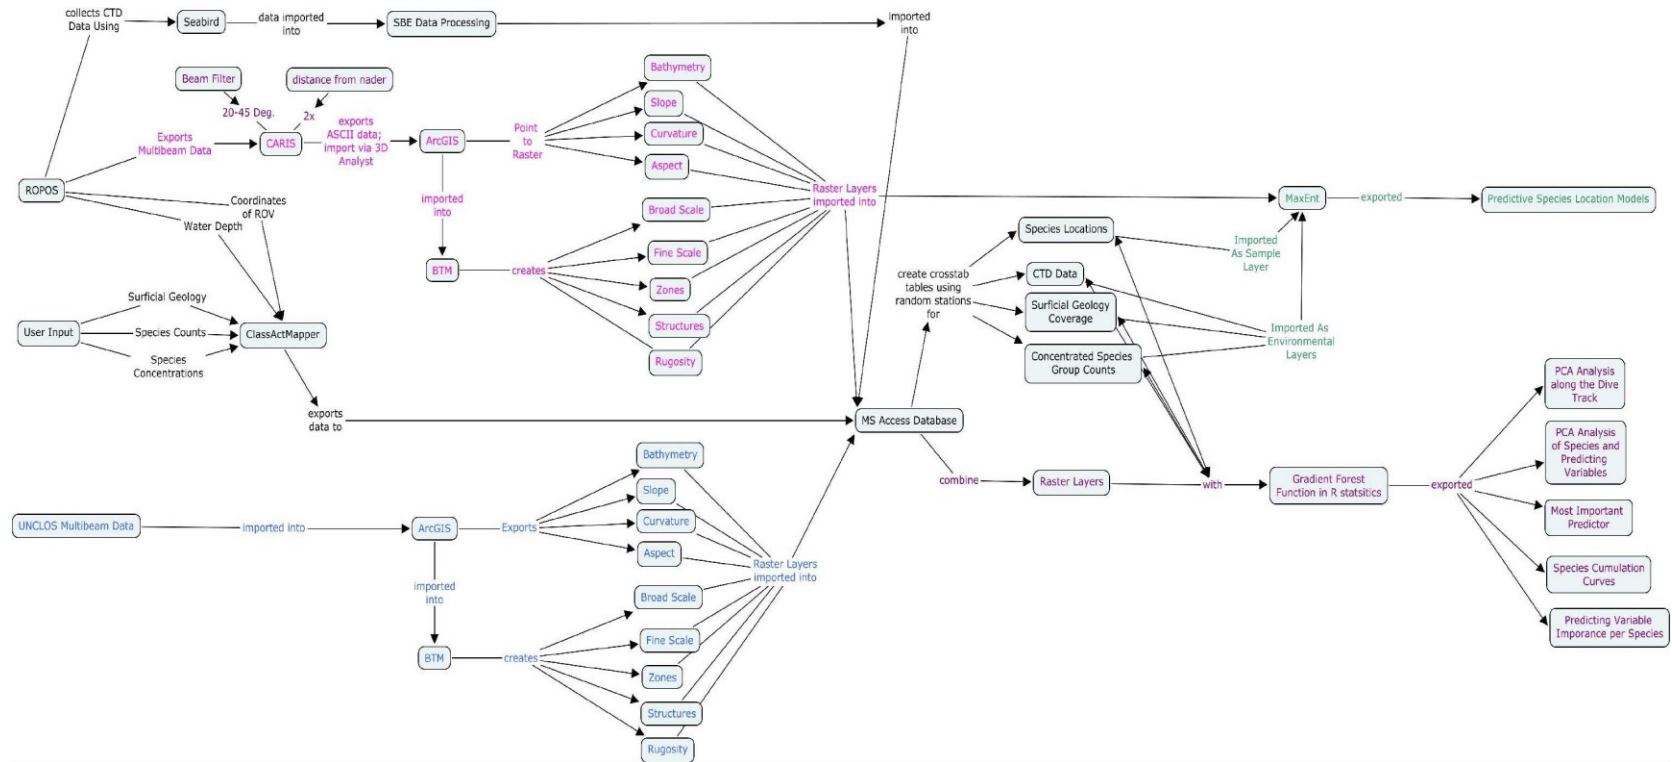 collects CTD
Data Using
Seabird
data imported
into
SBE Data Processing
imported
into
Beam Filter
distance from nader
20-45 Deg.
2x
Exports
Multibeam Data
CARIS
exports
ASCII data;
import via 3D
Analyst
ArcGIS
Point
to
Raster
Bathymetry
Slope
Curvature
Aspect
ROPOS
Coordinates
of ROV
Water Depth
imported
into
BTM
creates
Broad Scale
Fine Scale
Zones
Structures
Rugosity
Raster Layers
imported into
MaxEnt
exported
Predictive Species Location Models
User Input
Surficial Geology
Species Counts
Species
Concentrations
ClassActMapper
exports
data to
MS Access Database
create crosstab
tables using
random stations
for
Species Locations
CTD Data
Surficial Geology
Coverage
Concentrated Species
Group Counts
Imported
As Sample
Layer
Imported As
Environmental
Layers
combine
Raster Layers
with
Gradient Forest
Function in R statsitics
exported
PCA Analysis
along the Dive
Track
PCA Analysis
of Species and
Predicting
Variables
Most Important
Predictor
Species Cumulation
Curves
Predicting Variable
Imporance per Species
UNCLOS Multibeam Data
imported into
ArcGIS
Exports
Bathymetry
Slope
Curvature
Aspect
imported
into
BTM
creates
Broad Scale
Fine Scale
Zones
Structures
Rugosity
Raster Layers
imported into